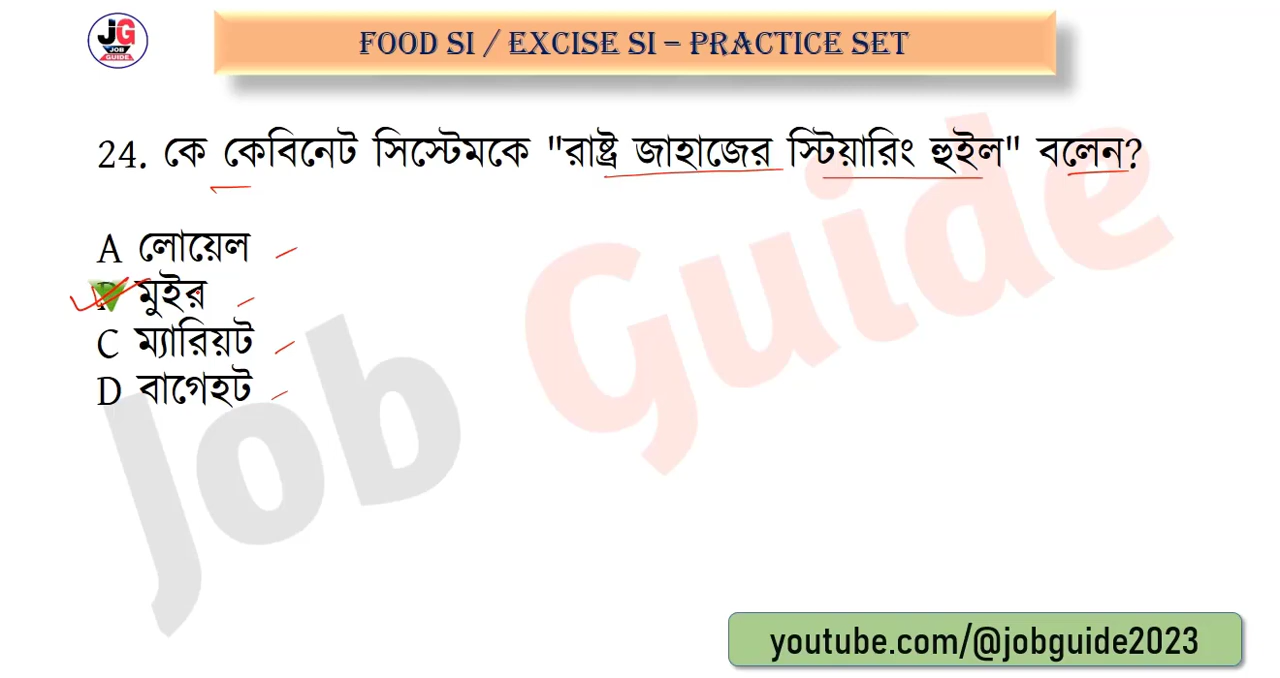 JG
JOB
GUIDE
FOOD SI / EXCISE SI – PRACTICE SET
24. কে কেবিনেট সিস্টেমকে "রাষ্ট্র জাহাজের স্টিয়ারিং হুইল" বলেন?
A লোয়েল
মুইর
C ম্যারিয়ট
D বাগেহট
Job Guide
youtube.com/@jobguide2023